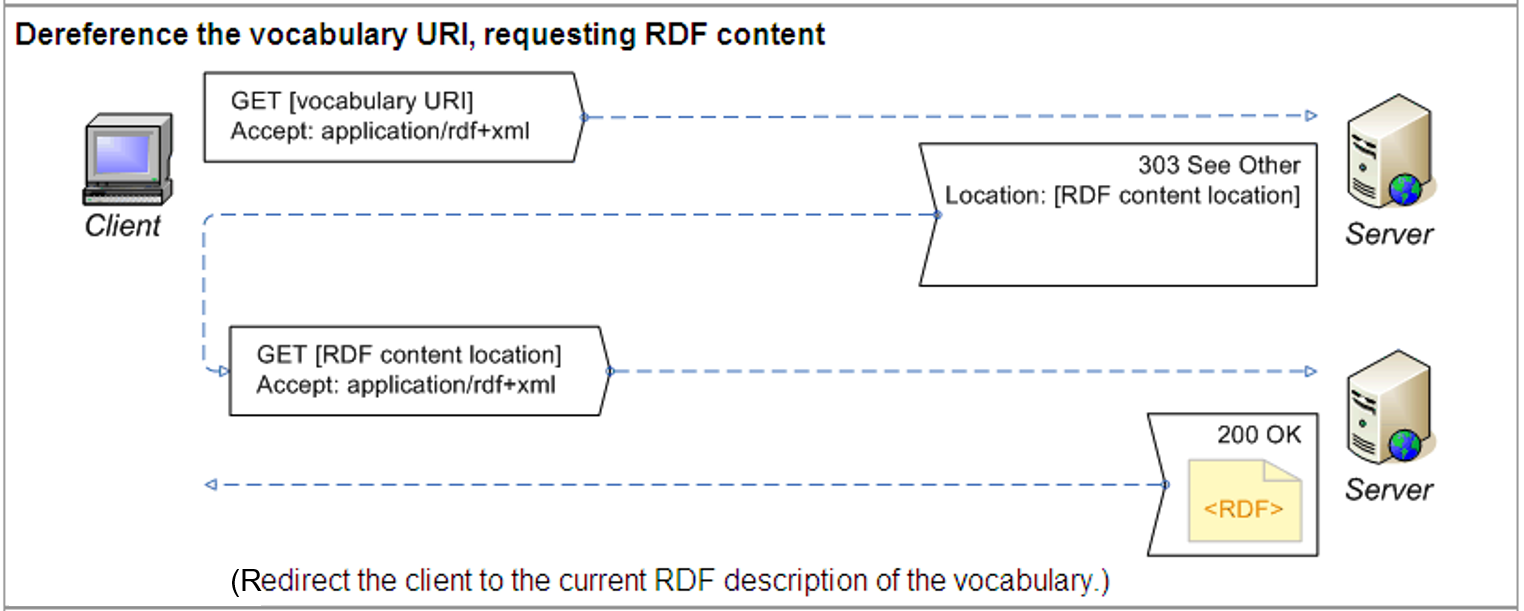 Dereference the vocabulary URI, requesting RDF content
GET [vocabulary URI]
Accept: application/rdf+xml
303 See Other
Location: [RDF content location]
Client
Server
GET [RDF content location]
Accept: application/rdf+xml
200 OK
<RDF>
Server
(Redirect the client to the current RDF description of the vocabulary.)